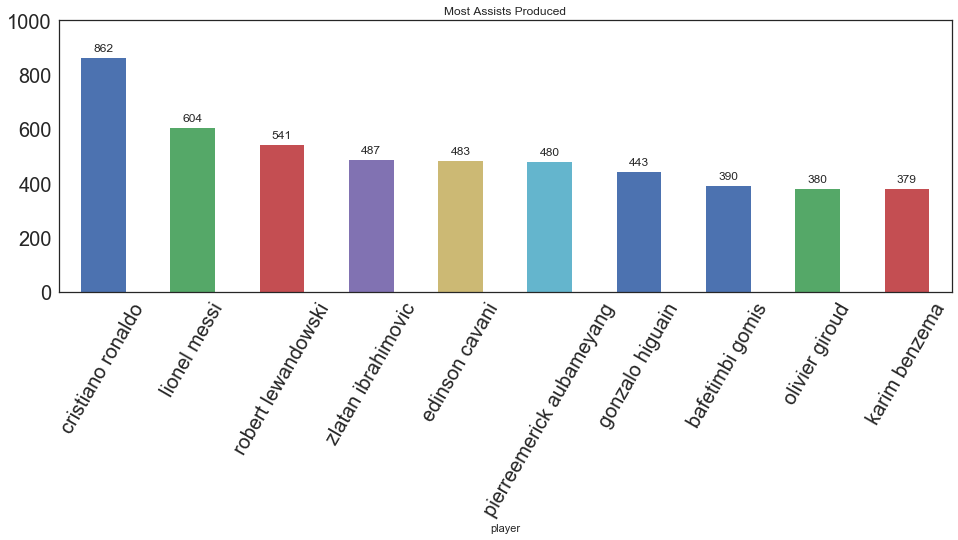 Most Assists Produced
1000
800
600
400
200
0
862
604
541
487
483
480
443
390
380
379
cristiano ronaldo
lionel messi
robert lewandowski
zlatan ibrahimovic
edinson cavani
pierreemerick aubameyang
gonzalo higuain
bafetimbi gomis
olivier giroud
karim benzema
player